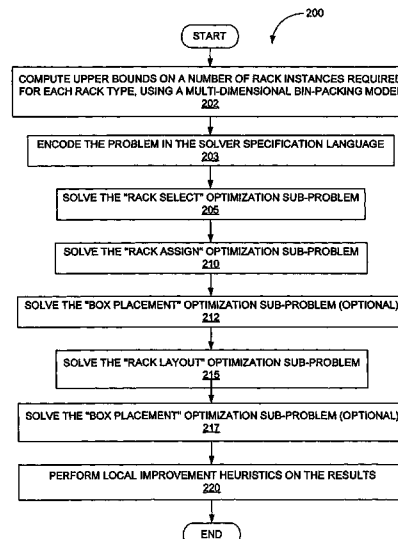 200
START
COMPUTE UPPER BOUNDS ON A NUMBER OF RACK INSTANCES REQUIRED
FOR EACH RACK TYPE, USING A MULTI-DIMENSIONAL BIN-PACKING MODEL
202
ENCODE THE PROBLEM IN THE SOLVER SPECIFICATION LANGUAGE
203
SOLVE THE "RACK SELECT" OPTIMIZATION SUB-PROBLEM
205
SOLVE THE "RACK ASSIGN" OPTIMIZATION SUB-PROBLEM
210
SOLVE THE "BOX PLACEMENT" OPTIMIZATION SUB-PROBLEM (OPTIONAL)
212
SOLVE THE "RACK LAYOUT" OPTIMIZATION SUB-PROBLEM
215
SOLVE THE "BOX PLACEMENT" OPTIMIZATION SUB-PROBLEM (OPTIONAL)
217
PERFORM LOCAL IMPROVEMENT HEURISTICS ON THE RESULTS
220
END